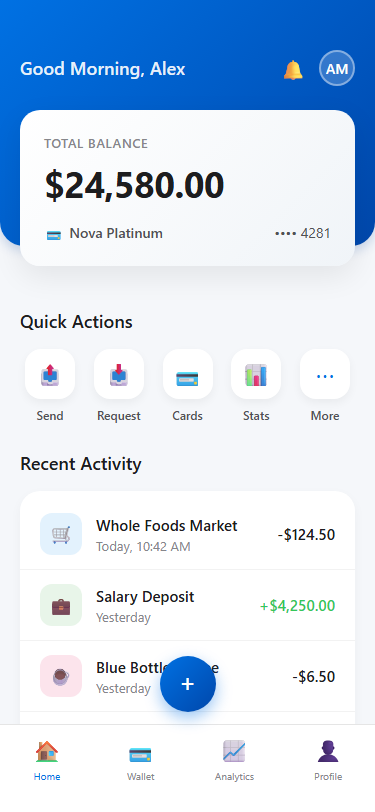 Good Morning, Alex
AM
TOTAL BALANCE
$24,580.00
Nova Platinum
•••• 4281
Quick Actions
Send
Request
Cards
Stats
More
Recent Activity
Whole Foods Market
-$124.50
Today, 10:42 AM
Salary Deposit
+$4,250.00
Yesterday
Blue Bottle
-$6.50
Yesterday
+
Home
Wallet
Analytics
Profile